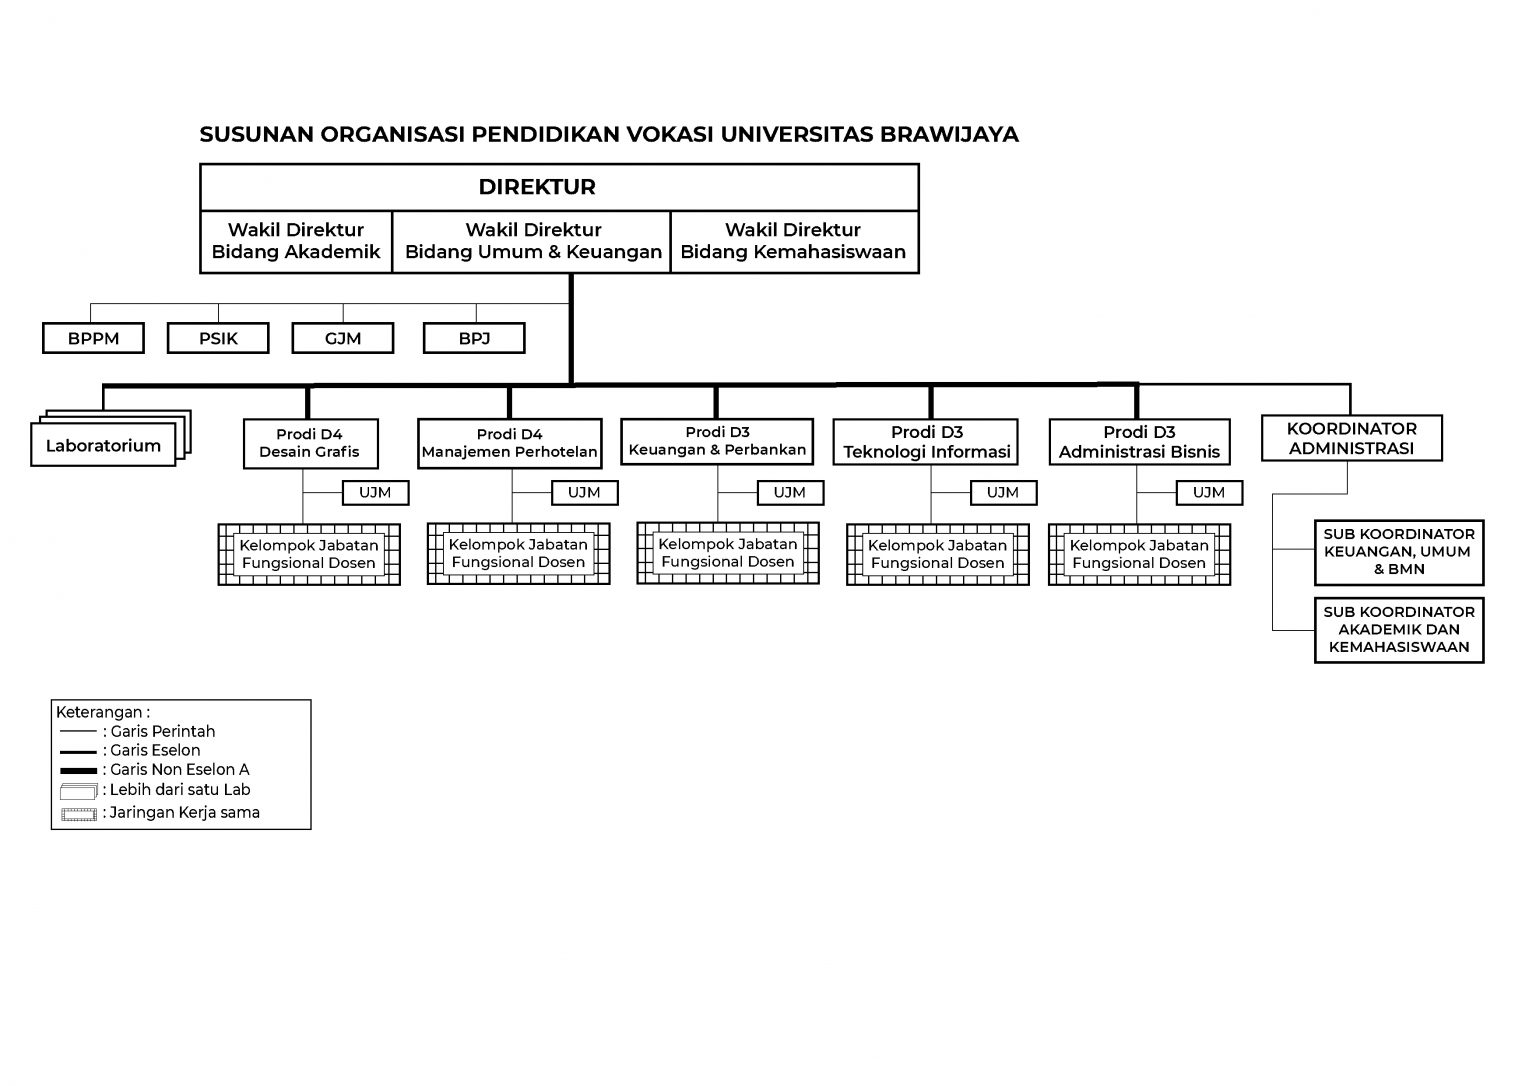 SUSUNAN ORGANISASI PENDIDIKAN VOKASI UNIVERSITAS BRAWIJAYA
DIREKTUR
Wakil Direktur
Bidang Akademik
Wakil Direktur
Bidang Umum & Keuangan
Wakil Direktur
Bidang Kemahasiswaan
BPPM
PSIK
GJM
BPJ
Laboratorium
Prodi D4
Desain Grafis
Prodi D4
Manajemen Perhotelan
Prodi D3
Keuangan & Perbankan
Prodi D3
Teknologi Informasi
Prodi D3
Administrasi Bisnis
KOORDINATOR
ADMINISTRASI
UJM
UJM
UJM
UJM
UJM
Kelompok Jabatan
Fungsional Dosen
Kelompok Jabatan
Fungsional Dosen
Kelompok Jabatan
Fungsional Dosen
Kelompok Jabatan
Fungsional Dosen
Kelompok Jabatan
Fungsional Dosen
SUB KOORDINATOR
KEUANGAN, UMUM
& BMN
SUB KOORDINATOR
AKADEMIK DAN
KEMAHASISWAAN
Keterangan :
: Garis Perintah
: Garis Eselon
: Garis Non Eselon A
: Lebih dari satu Lab
: Jaringan Kerja sama